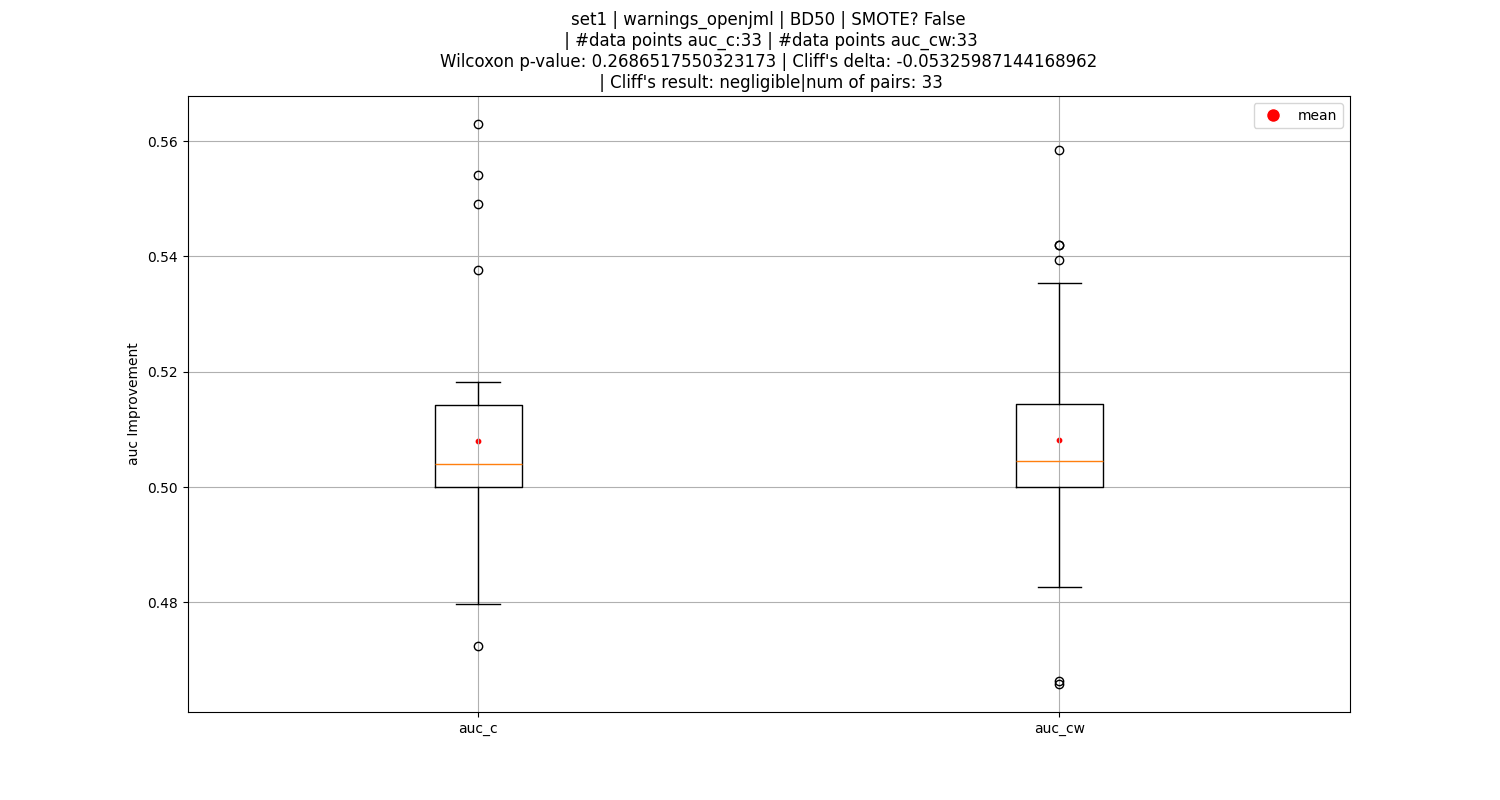 set1 | warnings_openjml | BD50 | SMOTE? False
| #data points auc_c:33 | #data points auc_cw:33
Wilcoxon p-value: 0.2686517550323173 | Cliff's delta: -0.05325987144168962
| Cliff's result: negligible|num of pairs: 33
mean
0.56
0.54
0.52
0.50
0.48
auc Improvement
auc_c
auc_cw